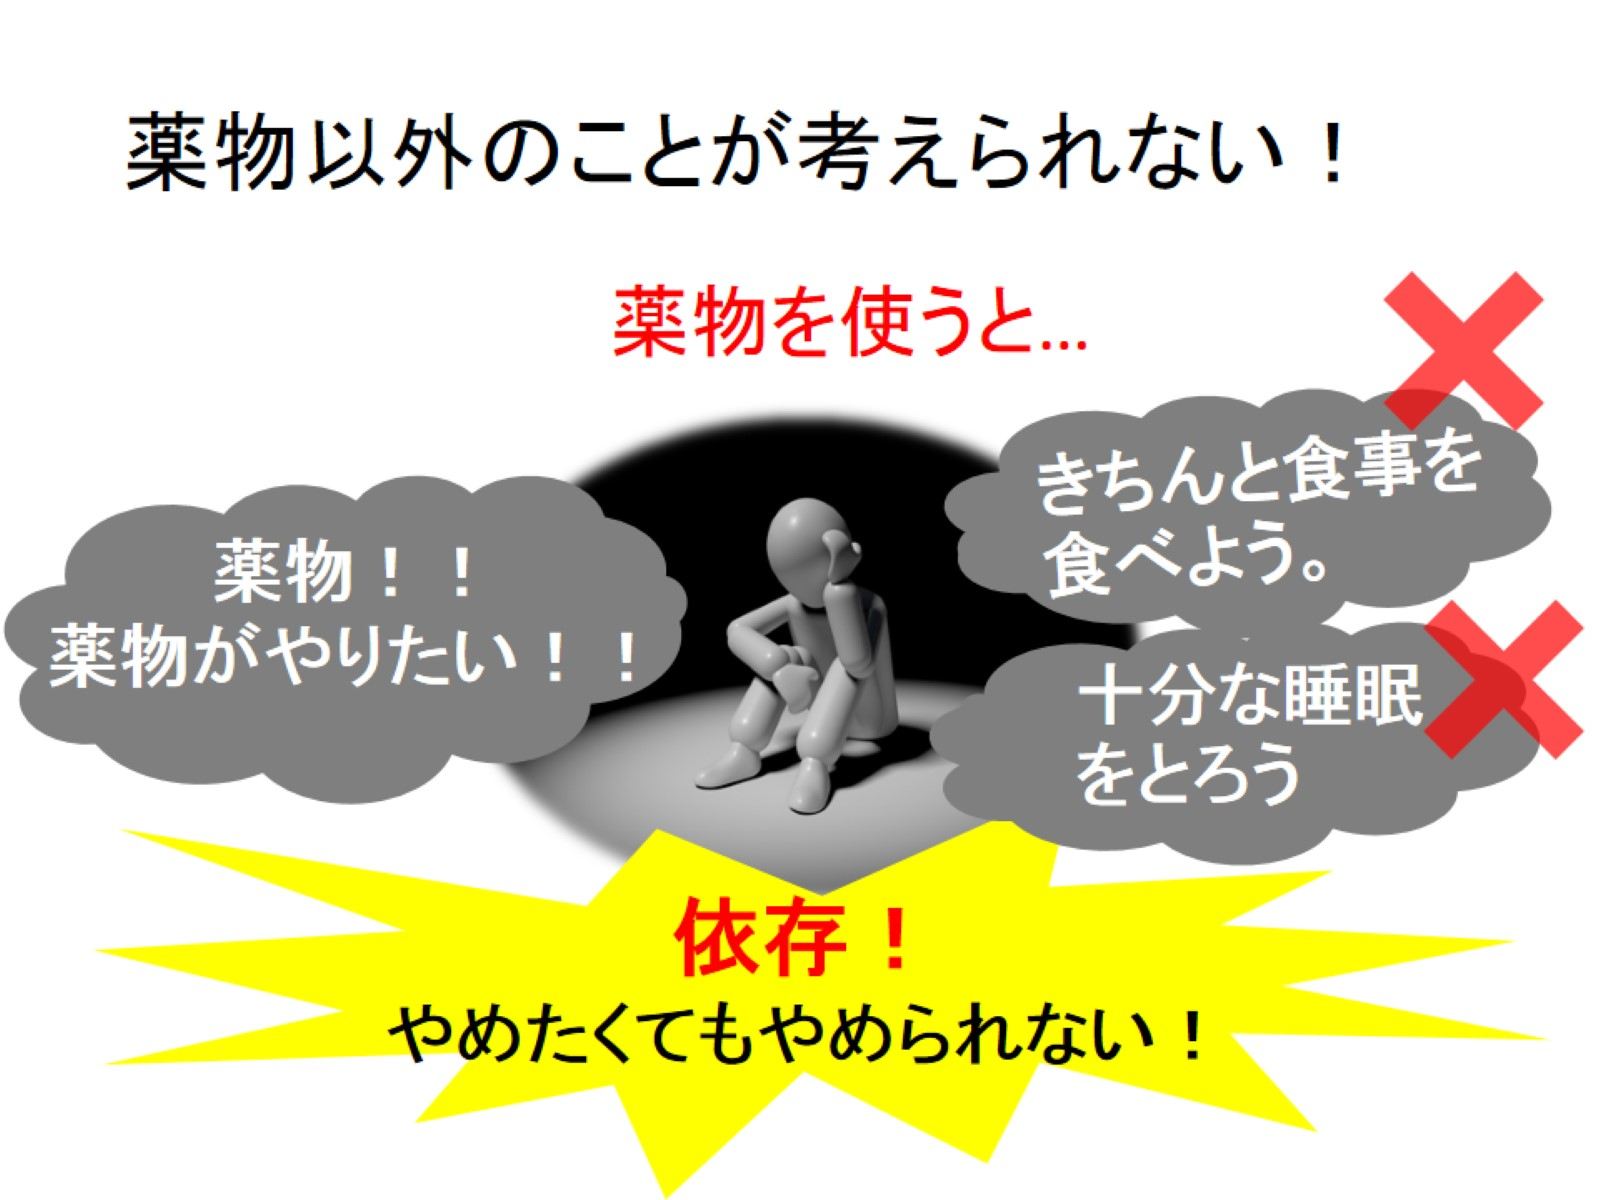 薬物以外のことが考えられない！
薬物を使うと...
薬物！！
薬物がやりたい！！
きちんと食事を
食べよう。
十分な睡眠
をとろう
依存！
やめたくてもやめられない！